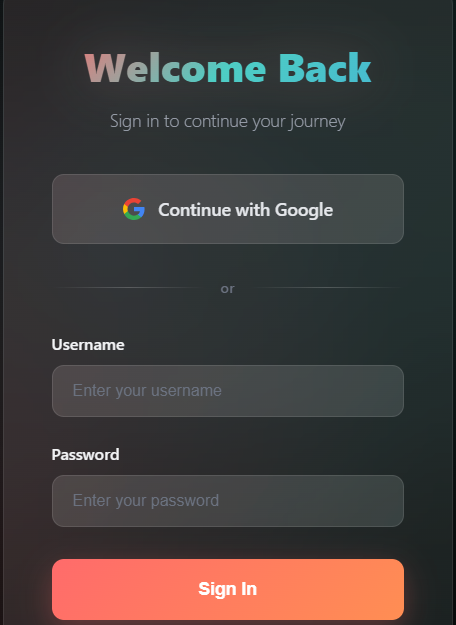 Welcome Back
Sign in to continue your journey
Continue with Google
or
Username
Enter your username
Password
Enter your password
Sign In